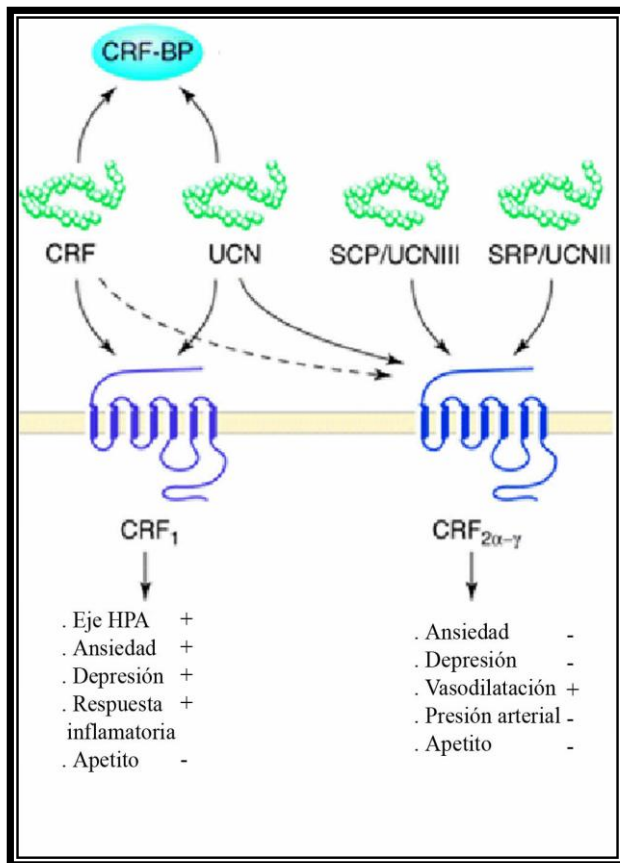 CRF-BP
CRF UCN SCP/UCNIII SRP/UCNII
CRF₁ CRF₂α-γ
. Eje HPA +
. Ansiedad +
. Depresión +
. Respuesta +
inflamatoria
. Apetito -
. Ansiedad -
. Depresión -
. Vasodilatación +
. Presión arterial -
. Apetito -